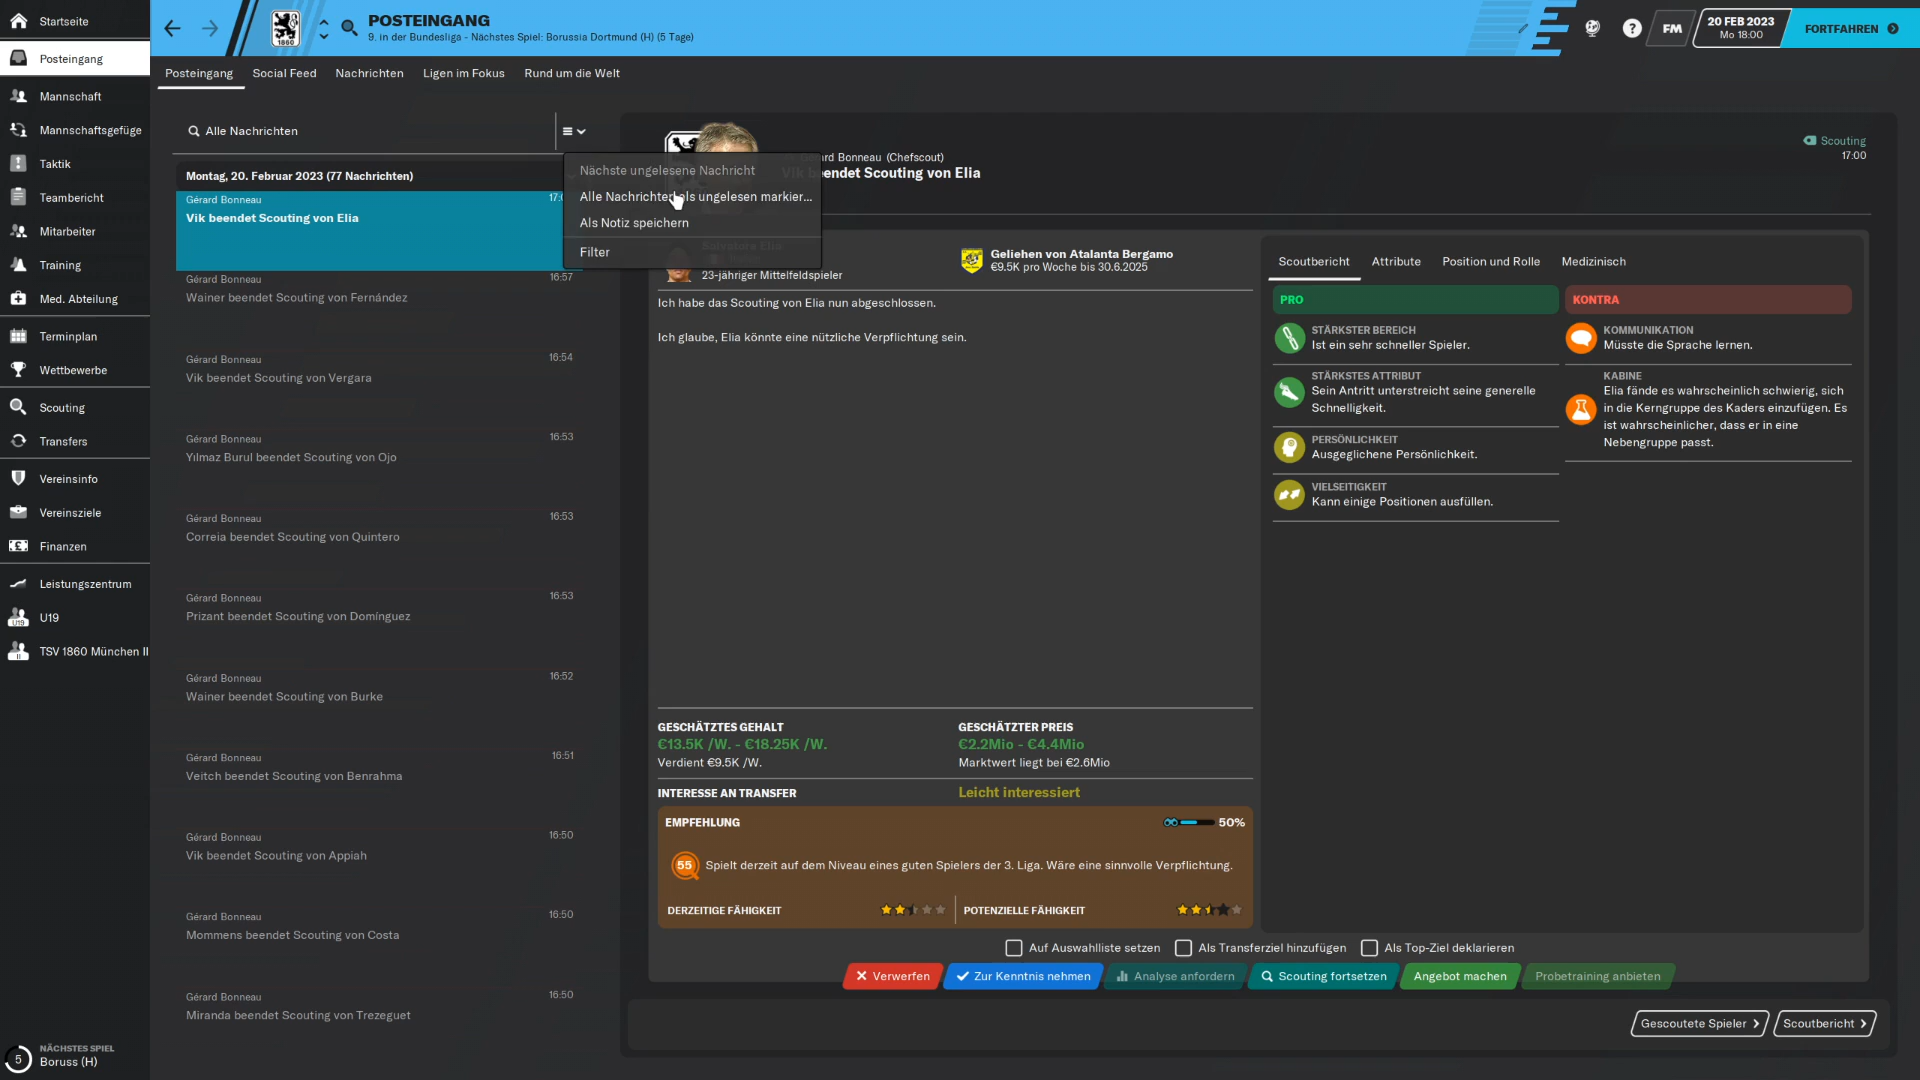 Startseite
Posteingang
Mannschaft
Mannschaftsgefüge
Taktik
Teambericht
Mitarbeiter
Training
Med. Abteilung
Terminplan
Wettbewerbe
Scouting
Transfers
Vereinsinfo
Vereinsziele
Finanzen
Leistungszentrum
U19
TSV 1860 München II
5
NÄCHSTES SPIEL
Boruss (H)
1860
POSTEINGANG
9. in der Bundesliga - Nächstes Spiel: Borussia Dortmund (H) (5 Tage)
?
FM
20 FEB 2023
Mo 18:00
FORTFAHREN
Posteingang
Social Feed
Nachrichten
Ligen im Fokus
Rund um die Welt
Alle Nachrichten
Montag, 20. Februar 2023 (77 Nachrichten)
Gérard Bonneau
Vik beendet Scouting von Elia
Gérard Bonneau 16:57
Wainer beendet Scouting von Fernández
Gérard Bonneau 16:54
Vik beendet Scouting von Vergara
Gérard Bonneau 16:53
Yılmaz Burul beendet Scouting von Ojo
Gérard Bonneau 16:53
Correia beendet Scouting von Quintero
Gérard Bonneau 16:53
Prizant beendet Scouting von Domínguez
Gérard Bonneau 16:52
Wainer beendet Scouting von Burke
Gérard Bonneau 16:51
Veitch beendet Scouting von Benrahma
Gérard Bonneau 16:50
Vik beendet Scouting von Appiah
Gérard Bonneau 16:50
Mommens beendet Scouting von Costa
Gérard Bonneau 16:50
Miranda beendet Scouting von Trezeguet
Nächste ungelesene Nachricht
Alle Nachrichten als ungelesen markier...
Als Notiz speichern
Filter
Bonneau (Chefscout)
Vik beendet Scouting von Elia
Scouting
17:00
Salvatore Elia
23-jähriger Mittelfeldspieler
Geliehen von Atalanta Bergamo
€9.5K pro Woche bis 30.6.2025
Ich habe das Scouting von Elia nun abgeschlossen.
Ich glaube, Elia könnte eine nützliche Verpflichtung sein.
GESCHÄTZTES GEHALT
€13.5K /W. - €18.25K /W.
Verdient €9.5K /W.
GESCHÄTZTER PREIS
€2.2Mio - €4.4Mio
Marktwert liegt bei €2.6Mio
INTERESSE AN TRANSFER
Leicht interessiert
EMPFEHLUNG
50%
55
Spielt derzeit auf dem Niveau eines guten Spielers der 3. Liga. Wäre eine sinnvolle Verpflichtung.
DERZEITIGE FÄHIGKEIT
POTENZIELLE FÄHIGKEIT
Scoutbericht
Attribute
Position und Rolle
Medizinisch
PRO
STÄRKSTER BEREICH
Ist ein sehr schneller Spieler.
STÄRKSTES ATTRIBUT
Sein Antritt unterstreicht seine generelle
Schnelligkeit.
PERSÖNLICHKEIT
Ausgeglichene Persönlichkeit.
VIELSEITIGKEIT
Kann einige Positionen ausfüllen.
KONTRA
KOMMUNIKATION
Müsste die Sprache lernen.
KABINE
Elia fände es wahrscheinlich schwierig, sich
in die Kerngruppe des Kaders einzufügen. Es
ist wahrscheinlicher, dass er in eine
Nebengruppe passt.
Auf Auswahlliste setzen
Als Transferziel hinzufügen
Als Top-Ziel deklarieren
Verwerfen
Zur Kenntnis nehmen
Analyse anfordern
Scouting fortsetzen
Angebot machen
Probetraining anbieten
Gescoutete Spieler
Scoutbericht